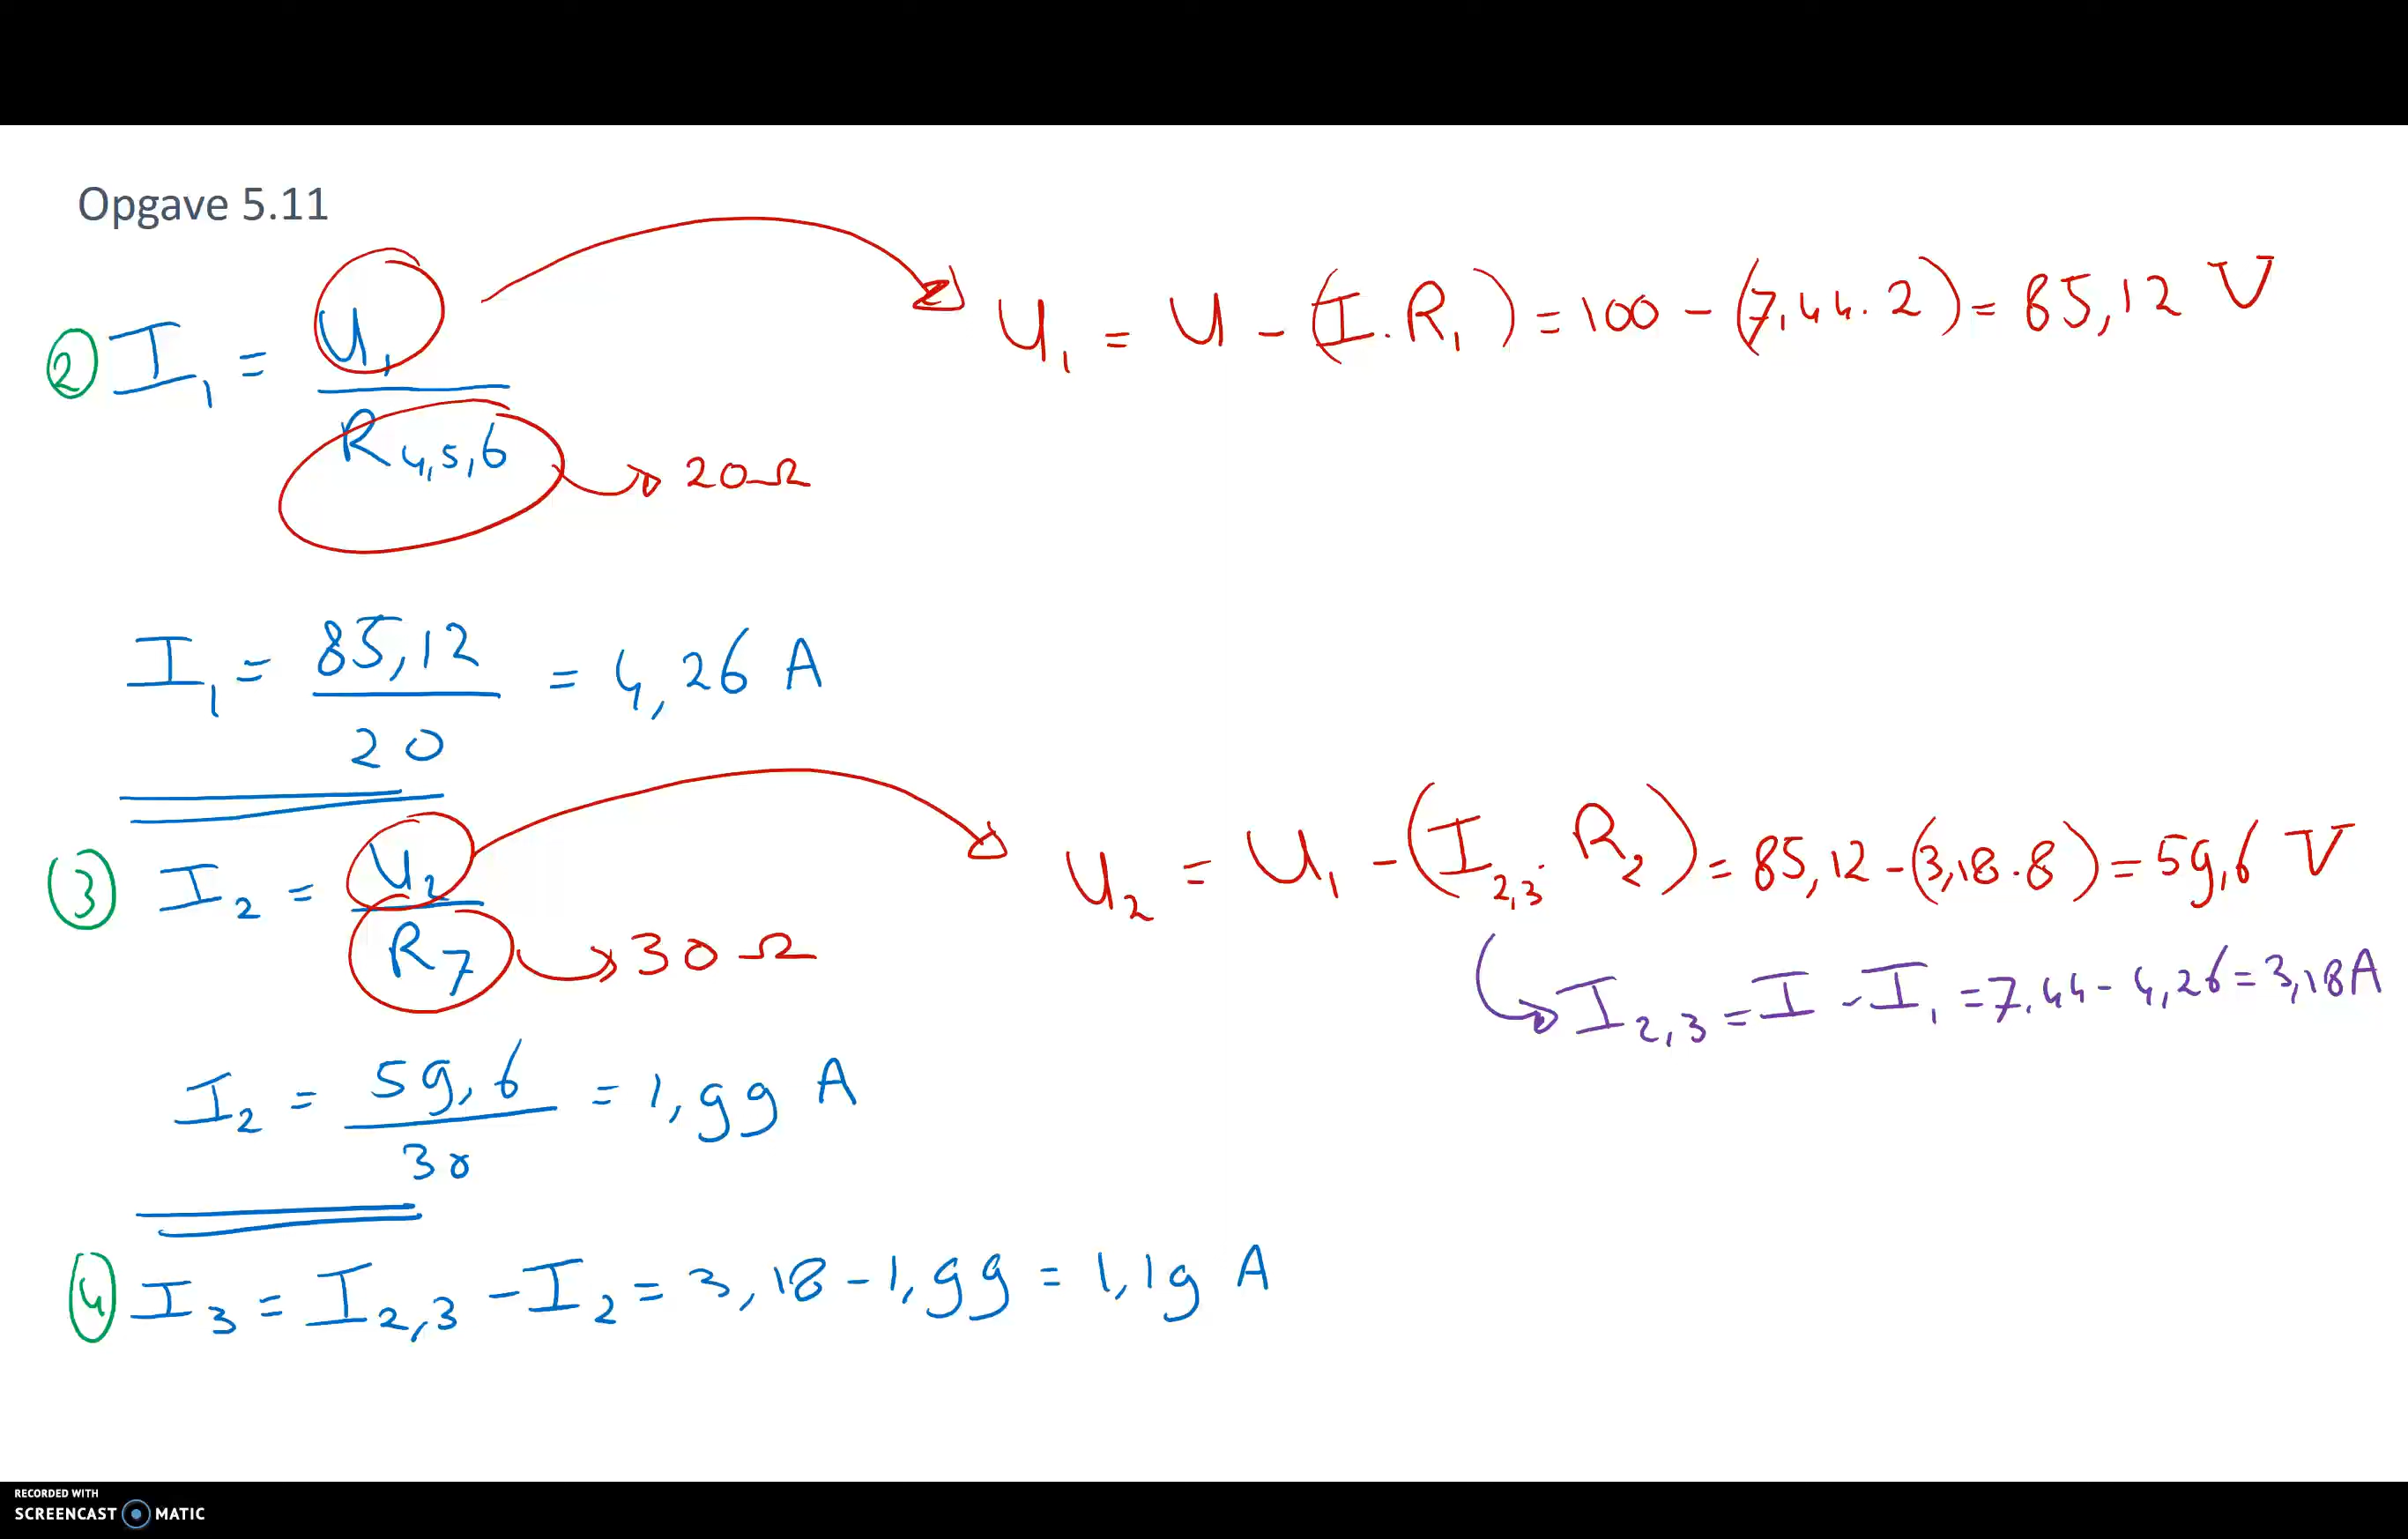 Opgave 5.11
② I₁ = U₁ / R₄,₅,₆ → 20Ω
U₁ = U - (I . R₁) = 100 - (7,44 . 2) = 85,12 V
I₁ = 85,12 / 20 = 4,26 A
③ I₂ = U₂ / R₇ → 30Ω
U₂ = U₁ - (I₂,₃ . R₂) = 85,12 - (3,18 . 8) = 59,6 V
I₂,₃ = I - I₁ = 7.44 - 4,26 = 3,18A
I₂ = 59,6 / 30 = 1,99 A
④ I₃ = I₂,₃ - I₂ = 3,18 - 1,99 = 1,19 A
RECORDED WITH
SCREENCAST MATIC